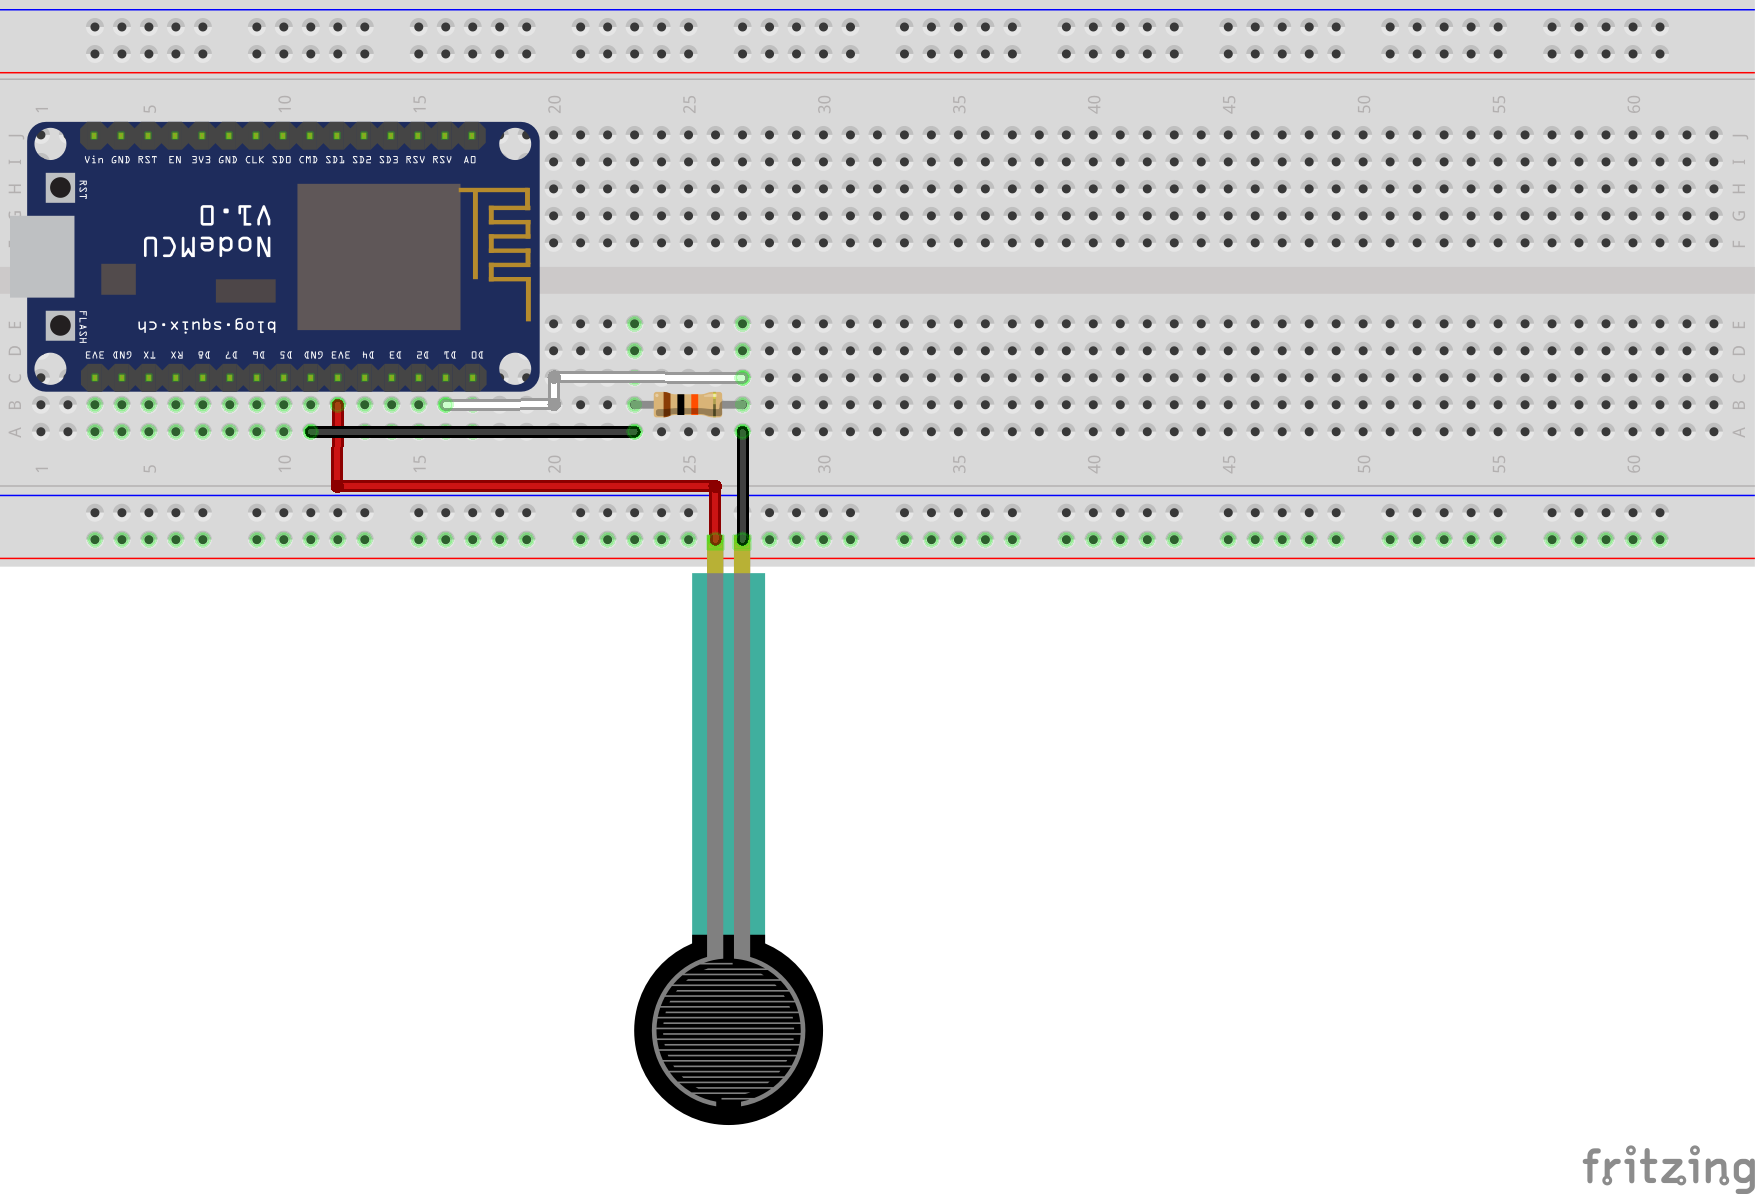 1 5 10 15 20 25 30 35 40 45 50 55 60
J J
I I
H H
G G
F
Vin GND RST EN 3V3 GND CLK SD0 CMD SD1 SD2 SD3 RSV RSV A0
RST
V1.0
NodeMCU
blog.squix.ch
FLASH
3V3 GND TX RX D8 D7 D6 D5 GND 3V3 D4 D3 D2 D1 D0
E E
D D
C C
B B
A A
1 5 10 15 20 25 30 35 40 45 50 55 60
fritzing